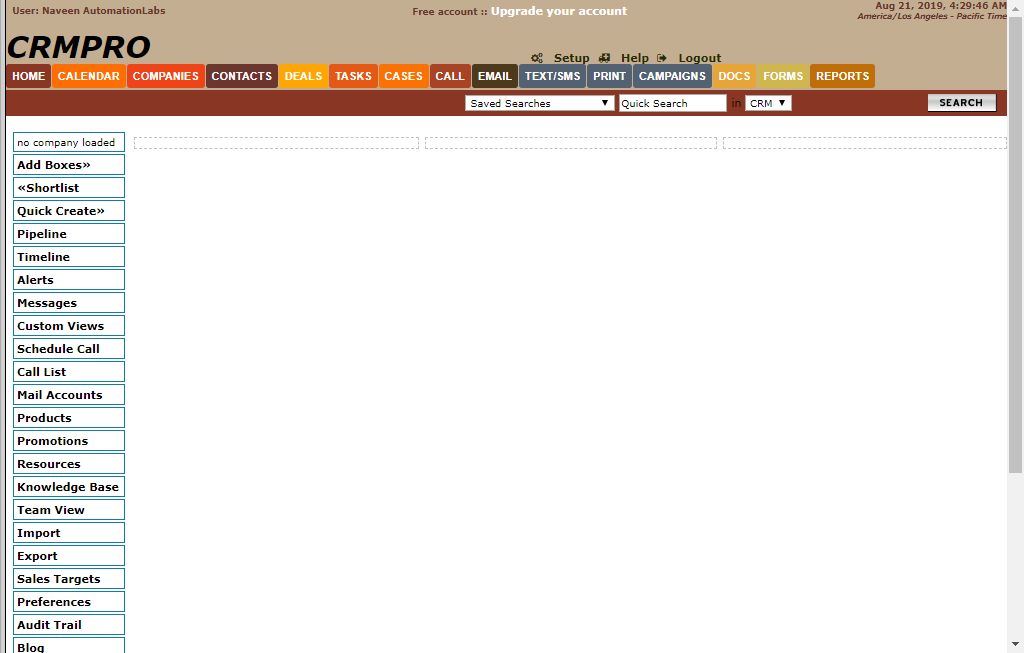 User: Naveen AutomationLabs
Free account :: Upgrade your account
Aug 21, 2019, 4:29:46 AM
America/Los Angeles - Pacific Time
CRMPRO
Setup Help Logout
HOME CALENDAR COMPANIES CONTACTS DEALS TASKS CASES CALL EMAIL TEXT/SMS PRINT CAMPAIGNS DOCS FORMS REPORTS
Saved Searches Quick Search in CRM SEARCH
no company loaded
Add Boxes»
«Shortlist
Quick Create»
Pipeline
Timeline
Alerts
Messages
Custom Views
Schedule Call
Call List
Mail Accounts
Products
Promotions
Resources
Knowledge Base
Team View
Import
Export
Sales Targets
Preferences
Audit Trail
Blog